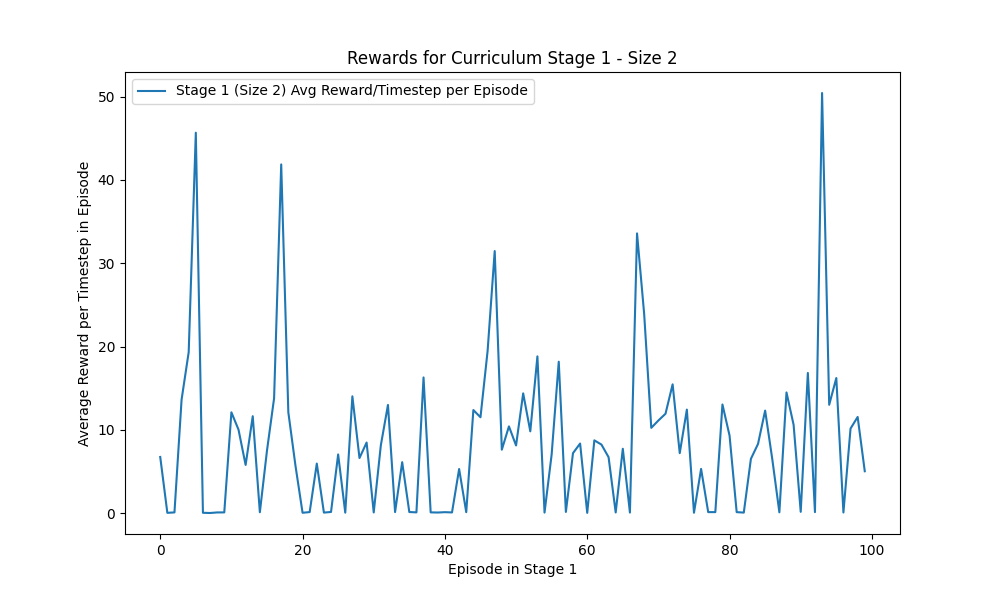 Rewards for Curriculum Stage 1 - Size 2
Stage 1 (Size 2) Avg Reward/Timestep per Episode
Average Reward per Timestep in Episode
50
40
30
20
10
0
0 20 40 60 80 100
Episode in Stage 1